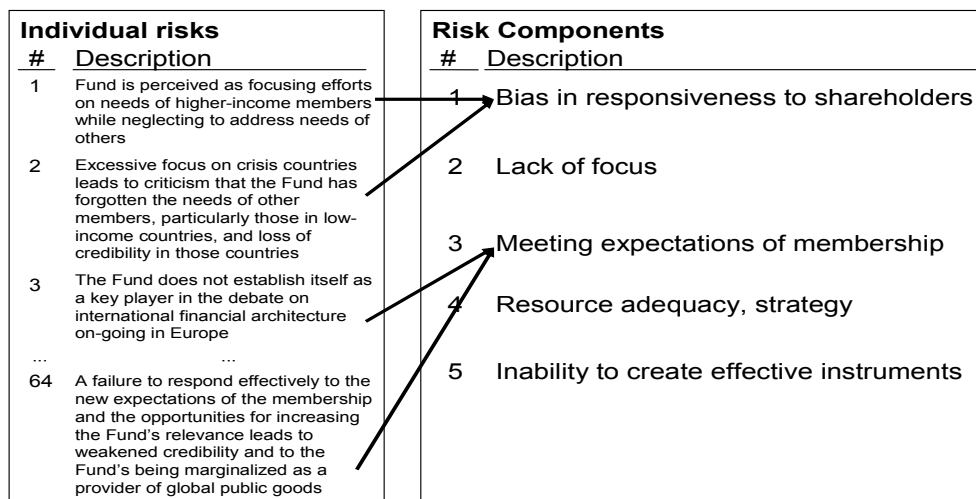 Individual risks
# Description
1 Fund is perceived as focusing efforts
on needs of higher-income members
while neglecting to address needs of
others
2 Excessive focus on crisis countries
leads to criticism that the Fund has
forgotten the needs of other
members, particularly those in low-
income countries, and loss of
credibility in those countries
3 The Fund does not establish itself as
a key player in the debate on
international financial architecture
on-going in Europe
... ...
64 A failure to respond effectively to the
new expectations of the membership
and the opportunities for increasing
the Fund's relevance leads to
weakened credibility and to the
Fund's being marginalized as a
provider of global public goods
Risk Components
# Description
1 Bias in responsiveness to shareholders
2 Lack of focus
3 Meeting expectations of membership
4 Resource adequacy, strategy
5 Inability to create effective instruments